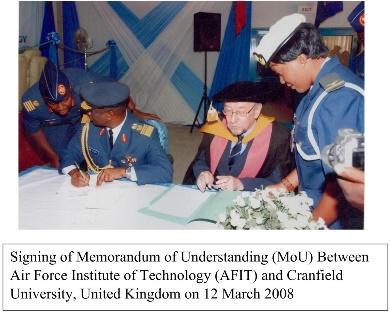 Signing of Memorandum of Understanding (MoU) Between
Air Force Institute of Technology (AFIT) and Cranfield
University, United Kingdom on 12 March 2008